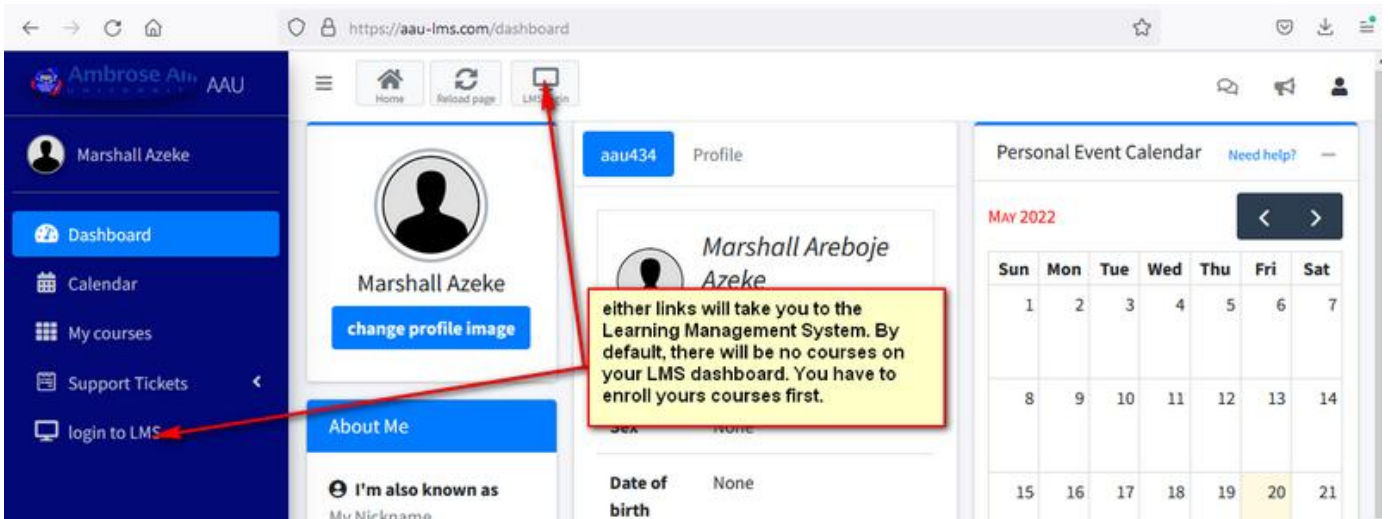 https://aau-lms.com/dashboard
Ambrose
AAU
Home
Reload page
LMS
Marshall Azeke
Dashboard
Calendar
My courses
Support Tickets
login to LMS
Marshall Azeke
change profile image
About Me
I'm also known as
My Nickname
aau434
Profile
Marshall Areboje
Azeke
either links will take you to the
Learning Management System. By
default, there will be no courses on
your LMS dashboard. You have to
enroll yours courses first.
Sex None
Date of birth None
Personal Event Calendar Need help?
MAY 2022
Sun Mon Tue Wed Thu Fri Sat
1 2 3 4 5 6 7
8 9 10 11 12 13 14
15 16 17 18 19 20 21